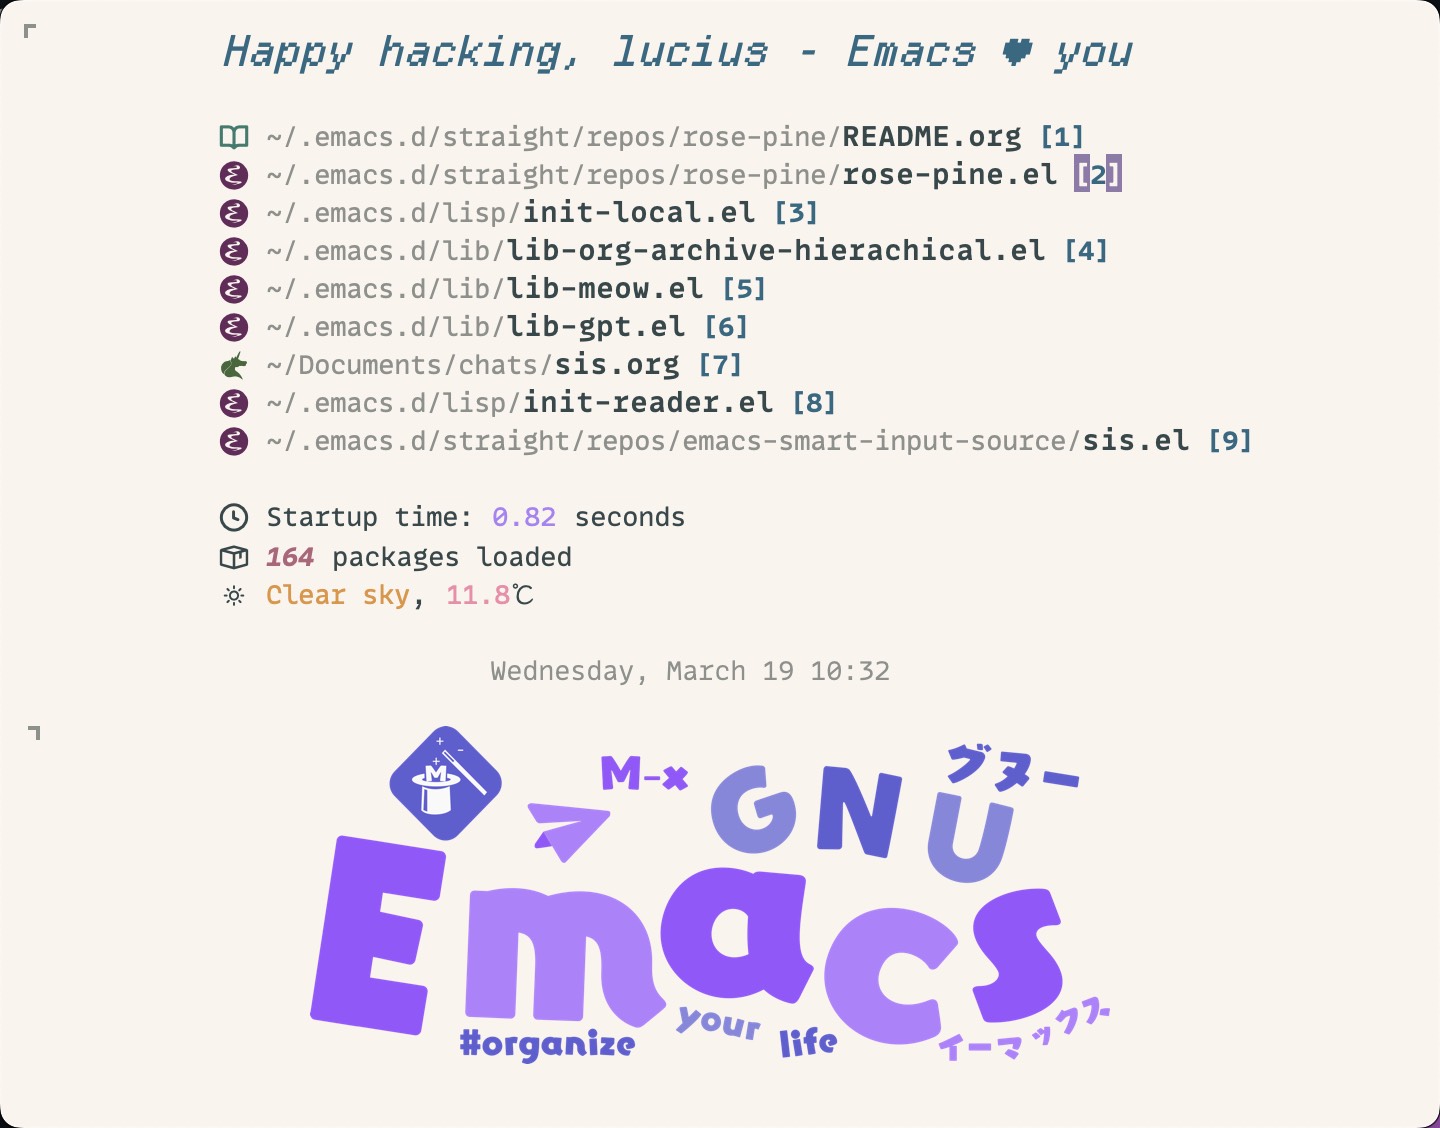 Happy hacking, lucius - Emacs ♥ you
~/.emacs.d/straight/repos/rose-pine/README.org [1]
~/.emacs.d/straight/repos/rose-pine/rose-pine.el [2]
~/.emacs.d/lisp/init-local.el [3]
~/.emacs.d/lib/lib-org-archive-hierachical.el [4]
~/.emacs.d/lib/lib-meow.el [5]
~/.emacs.d/lib/lib-gpt.el [6]
~/Documents/chats/sis.org [7]
~/.emacs.d/lisp/init-reader.el [8]
~/.emacs.d/straight/repos/emacs-smart-input-source/sis.el [9]
Startup time: 0.82 seconds
164 packages loaded
Clear sky, 11.8℃
Wednesday, March 19 10:32
M
M-x
GNU
グヌー
Emacs
#organize your life
イーマックス